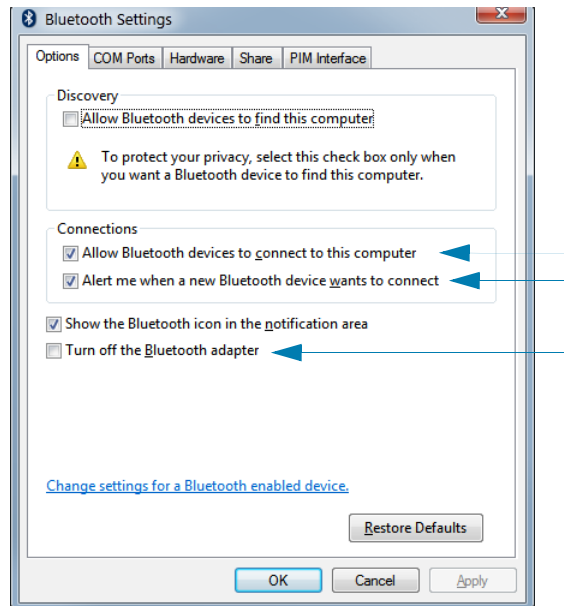 Bluetooth Settings
Options COM Ports Hardware Share PIM Interface
Discovery
Allow Bluetooth devices to find this computer
To protect your privacy, select this check box only when
you want a Bluetooth device to find this computer.
Connections
Allow Bluetooth devices to connect to this computer
Alert me when a new Bluetooth device wants to connect
Show the Bluetooth icon in the notification area
Turn off the Bluetooth adapter
Change settings for a Bluetooth enabled device.
Restore Defaults
OK Cancel Apply